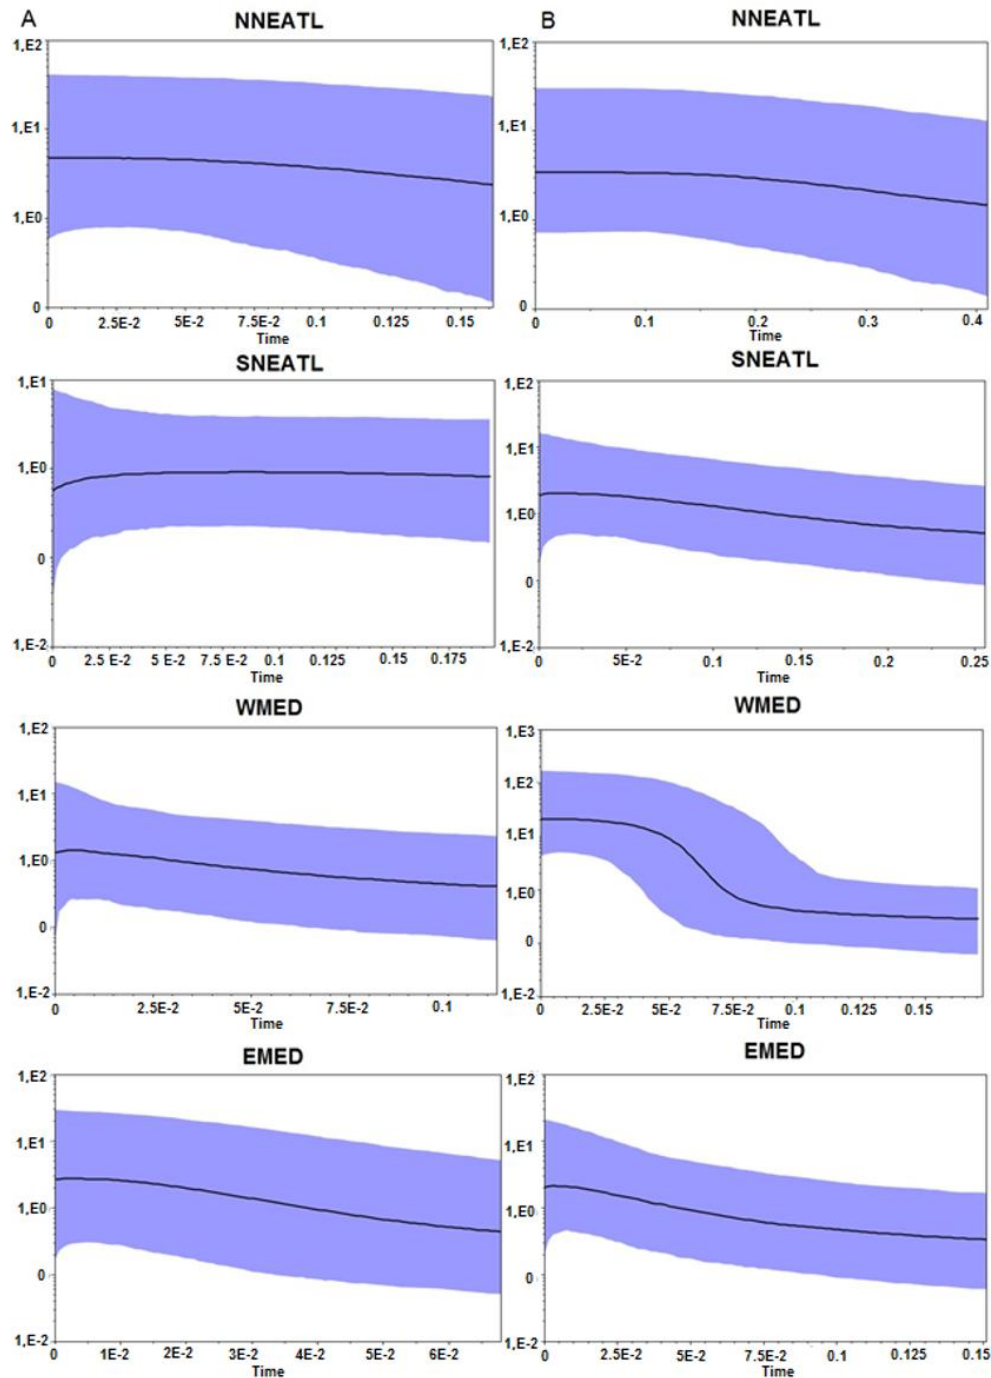 A
NNEATL
1,E2
1,E1
1,E0
0
0 2.5E-2 5E-2 7.5E-2 0.1 0.125 0.15
Time
B
NNEATL
1,E2
1,E1
1,E0
0
0 0.1 0.2 0.3 0.4
Time
SNEATL
1,E1
1,E0
0
1,E-2
0 2.5 E-2 5 E-2 7.5 E-2 0.1 0.125 0.15 0.175
Time
SNEATL
1,E2
1,E1
1,E0
0
1,E-2
0 5E-2 0.1 0.15 0.2 0.25
Time
WMED
1,E2
1,E1
1,E0
0
1,E-2
0 2.5E-2 5E-2 7.5E-2 0.1
Time
WMED
1,E3
1,E2
1,E1
1,E0
0
1,E-2
0 2.5E-2 5E-2 7.5E-2 0.1 0.125 0.15
Time
EMED
1,E2
1,E1
1,E0
0
1,E-2
0 1E-2 2E-2 3E-2 4E-2 5E-2 6E-2
Time
EMED
1,E2
1,E1
1,E0
0
1,E-2
0 2.5E-2 5E-2 7.5E-2 0.1 0.125 0.15
Time